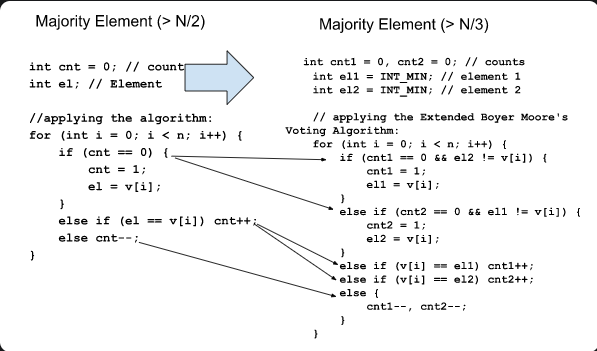 Majority Element (> N/2)
int cnt = 0; // count
int el; // Element
//applying the algorithm:
for (int i = 0; i < n; i++) {
if (cnt == 0) {
cnt = 1;
el = v[i];
}
else if (el == v[i]) cnt++;
else cnt--;
}
Majority Element (> N/3)
int cnt1 = 0, cnt2 = 0; // counts
int el1 = INT_MIN; // element 1
int el2 = INT_MIN; // element 2
// applying the Extended Boyer Moore's
Voting Algorithm:
for (int i = 0; i < n; i++) {
if (cnt1 == 0 && el2 != v[i]) {
cnt1 = 1;
el1 = v[i];
}
else if (cnt2 == 0 && el1 != v[i]) {
cnt2 = 1;
el2 = v[i];
}
else if (v[i] == el1) cnt1++;
else if (v[i] == el2) cnt2++;
else {
cnt1--, cnt2--;
}
}